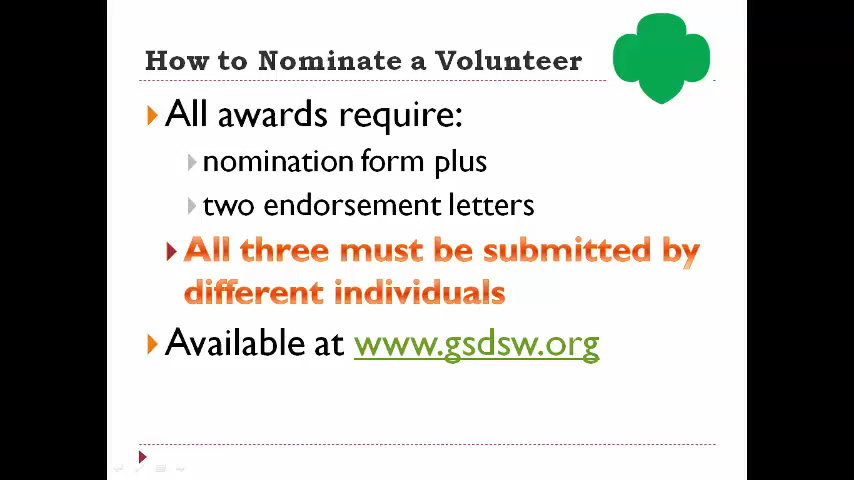 How to Nominate a Volunteer
All awards require:
nomination form plus
two endorsement letters
All three must be submitted by
different individuals
Available at www.gsdsw.org